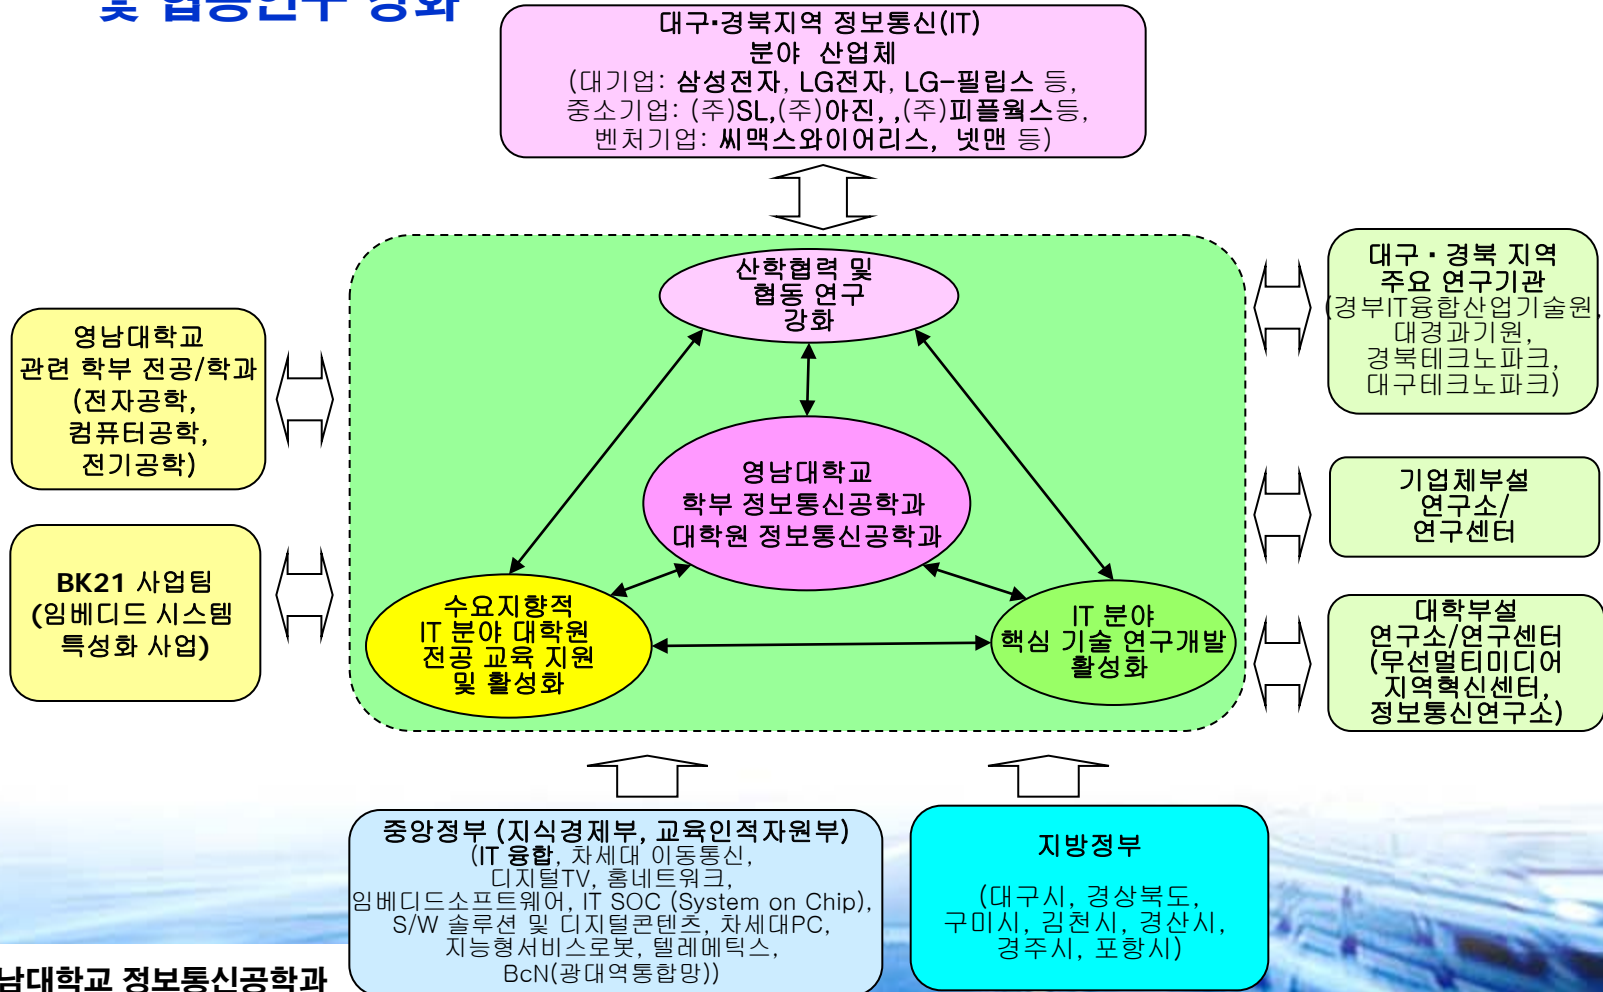 및 협동연구 강화
대구·경북지역 정보통신(IT)
분야 산업체
(대기업: 삼성전자, LG전자, LG-필립스 등,
중소기업: (주)SL,(주)아진, ,(주)피플웍스등,
벤처기업: 씨맥스와이어리스, 넷맨 등)
산학협력 및
협동 연구
강화
대구·경북 지역
주요 연구기관
(경부IT융합산업기술원,
대경과기원,
경북테크노파크,
대구테크노파크)
영남대학교
관련 학부 전공/학과
(전자공학,
컴퓨터공학,
전기공학)
영남대학교
학부 정보통신공학과
대학원 정보통신공학과
기업체부설
연구소/
연구센터
BK21 사업팀
(임베디드 시스템
특성화 사업)
수요지향적
IT 분야 대학원
전공 교육 지원
및 활성화
IT 분야
핵심 기술 연구개발
활성화
대학부설
연구소/연구센터
(무선멀티미디어
지역혁신센터,
정보통신연구소)
중앙정부 (지식경제부, 교육인적자원부)
(IT 융합, 차세대 이동통신,
디지털TV, 홈네트워크,
임베디드소프트웨어, IT SOC (System on Chip),
S/W 솔루션 및 디지털콘텐츠, 차세대PC,
지능형서비스로봇, 텔레메틱스,
BcN(광대역통합망))
지방정부
(대구시, 경상북도,
구미시, 김천시, 경산시,
경주시, 포항시)
남대학교 정보통신공학과